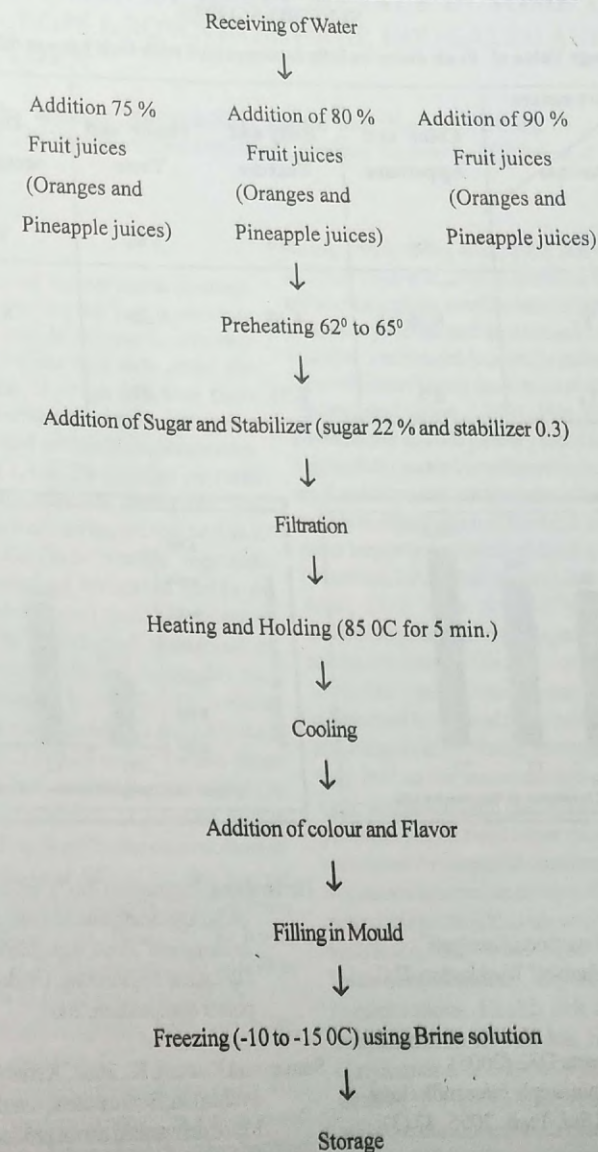 Receiving of Water
↓
Addition 75 %
Fruit juices
(Oranges and
Pineapple juices)
Addition of 80 %
Fruit juices
(Oranges and
Pineapple juices)
Addition of 90 %
Fruit juices
(Oranges and
Pineapple juices)
↓
Preheating 62⁰ to 65⁰
↓
Addition of Sugar and Stabilizer (sugar 22 % and stabilizer 0.3)
↓
Filtration
↓
Heating and Holding (85 0C for 5 min.)
↓
Cooling
↓
Addition of colour and Flavor
↓
Filling in Mould
↓
Freezing (-10 to -15 0C) using Brine solution
↓
Storage